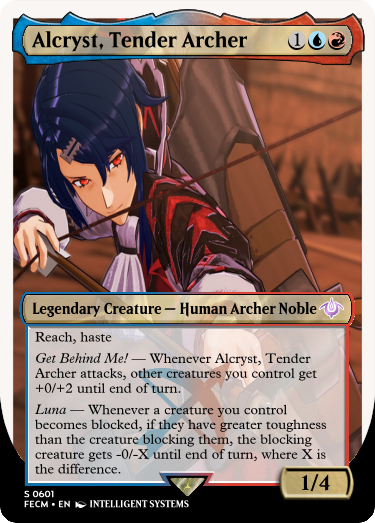 Alcryst, Tender Archer 1
Legendary Creature — Human Archer Noble
Reach, haste
Get Behind Me! — Whenever Alcryst, Tender
Archer attacks, other creatures you control get
+0/+2 until end of turn.
Luna — Whenever a creature you control
becomes blocked, if they have greater toughness
than the creature blocking them, the blocking
creature gets -0/-X until end of turn, where X is
the difference.
1/4
S 0601
FECM • EN INTELLIGENT SYSTEMS